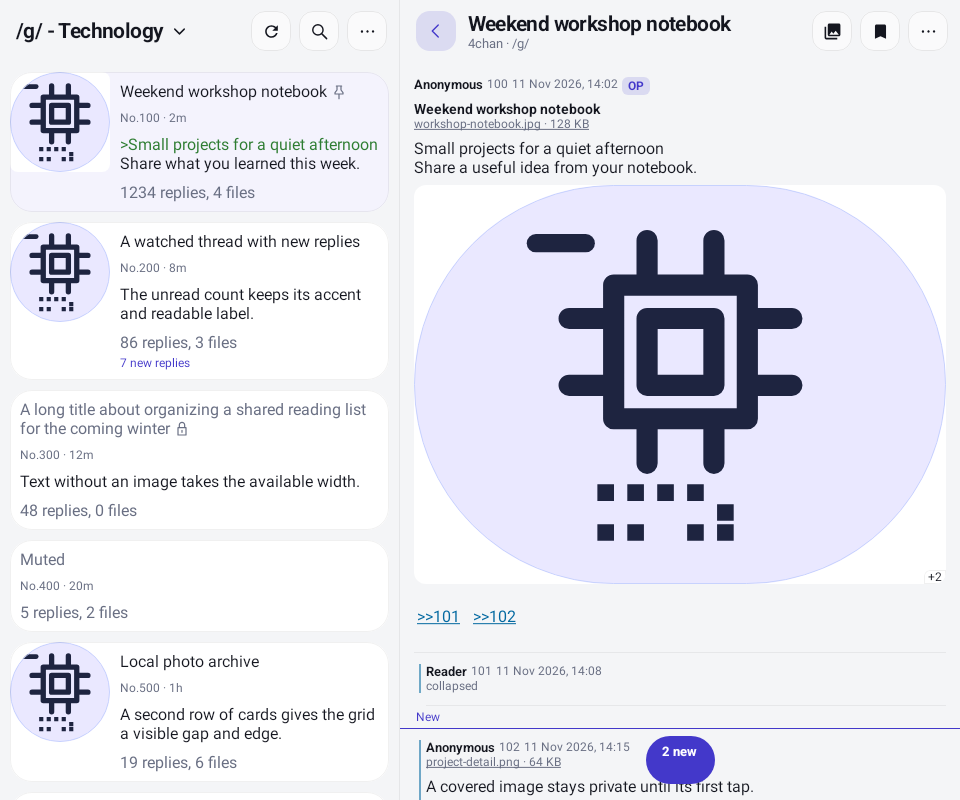 /g/ - Technology
Weekend workshop notebook
No.100 · 2m
>Small projects for a quiet afternoon
Share what you learned this week.
1234 replies, 4 files
A watched thread with new replies
No.200 · 8m
The unread count keeps its accent
and readable label.
86 replies, 3 files
7 new replies
A long title about organizing a shared reading list
for the coming winter
No.300 · 12m
Text without an image takes the available width.
48 replies, 0 files
Muted
No.400 · 20m
5 replies, 2 files
Local photo archive
No.500 · 1h
A second row of cards gives the grid
a visible gap and edge.
19 replies, 6 files
Weekend workshop notebook
4chan · /g/
Anonymous 100 11 Nov 2026, 14:02 OP
Weekend workshop notebook
workshop-notebook.jpg · 128 KB
Small projects for a quiet afternoon
Share a useful idea from your notebook.
+2
>>101 >>102
Reader 101 11 Nov 2026, 14:08
collapsed
New
Anonymous 102 11 Nov 2026, 14:15
project-detail.png · 64 KB
2 new
A covered image stays private until its first tap.